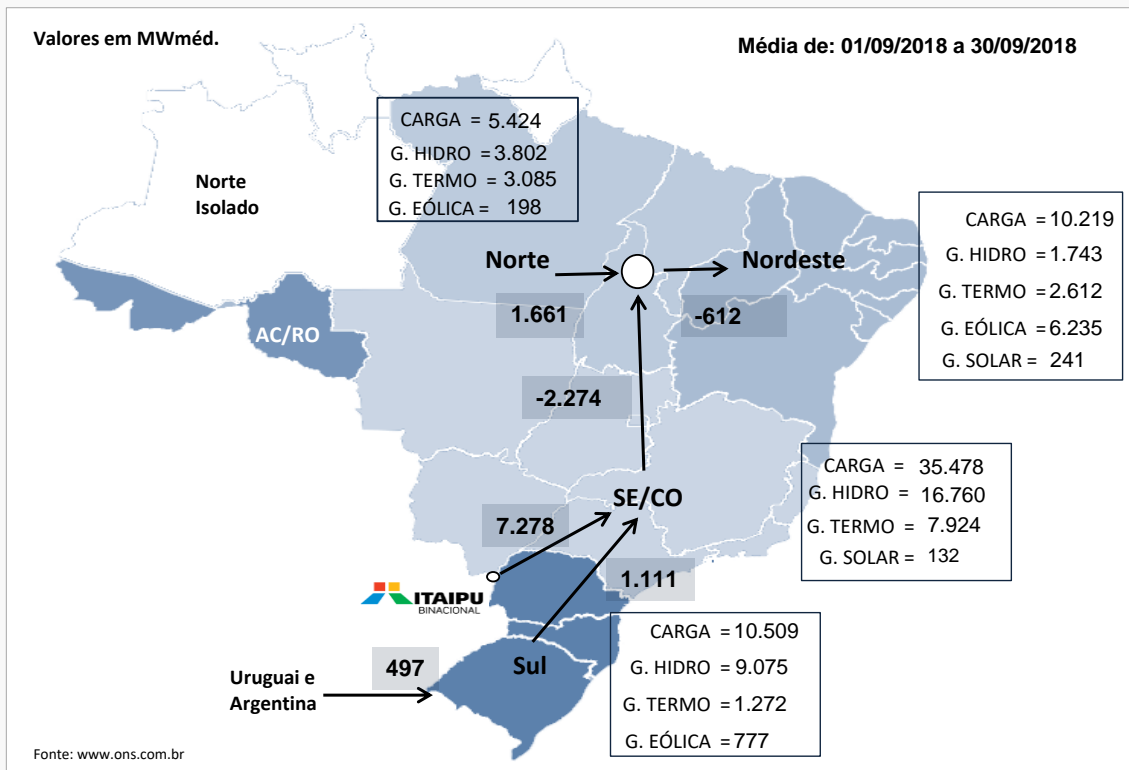 Valores em MWméd.
Média de: 01/09/2018 a 30/09/2018
CARGA = 5.424
G. HIDRO = 3.802
G. TERMO = 3.085
G. EÓLICA = 198
Norte
Isolado
CARGA = 10.219
G. HIDRO = 1.743
G. TERMO = 2.612
G. EÓLICA = 6.235
G. SOLAR = 241
Norte
Nordeste
1.661
-612
AC/RO
-2.274
CARGA = 35.478
G. HIDRO = 16.760
G. TERMO = 7.924
G. SOLAR = 132
SE/CO
7.278
1.111
ITAIPU
BINACIONAL
CARGA = 10.509
G. HIDRO = 9.075
G. TERMO = 1.272
G. EÓLICA = 777
497
Sul
Uruguai e
Argentina
Fonte: www.ons.com.br